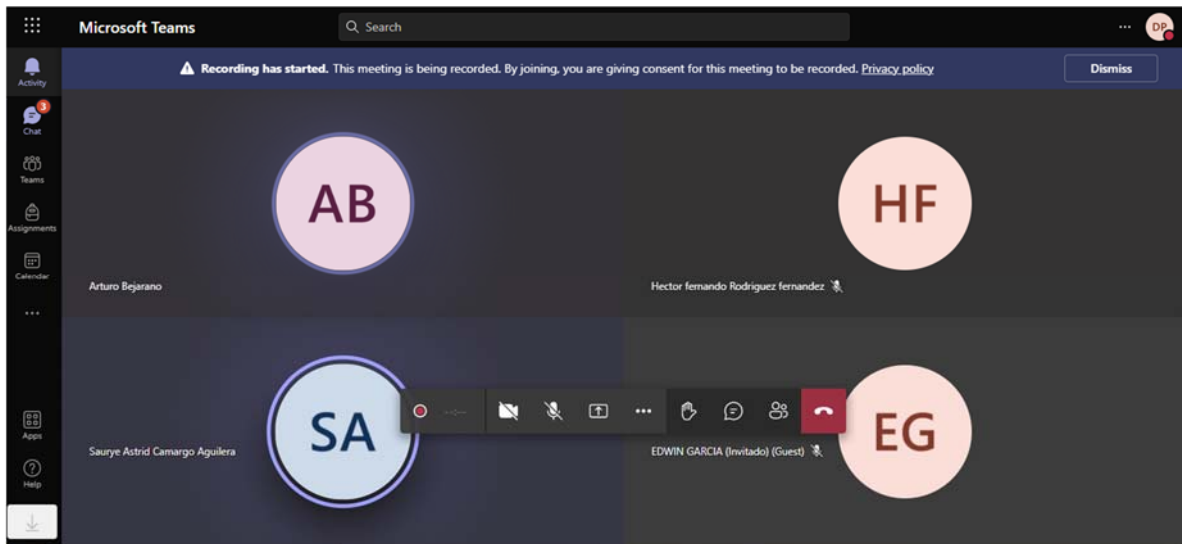 Microsoft Teams
Search
DP
Activity
3
Chat
Teams
Assignments
Calendar
Apps
Help
Recording has started. This meeting is being recorded. By joining, you are giving consent for this meeting to be recorded. Privacy policy
Dismiss
AB
Arturo Bejarano
HF
Hector fernando Rodriguez fernandez
SA
Saurye Astrid Camargo Aguilera
--:--
EG
EDWIN GARCIA (Invitado) (Guest)